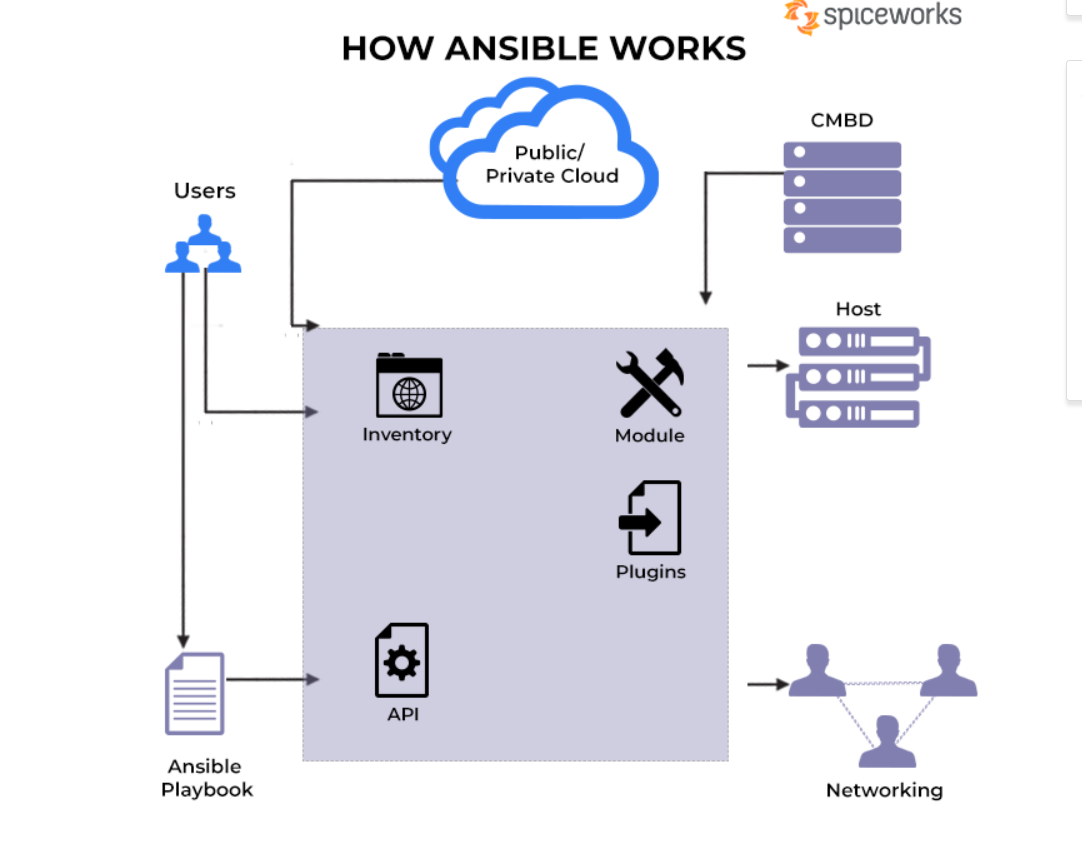 spiceworks
HOW ANSIBLE WORKS
Public/
Private Cloud
CMBD
Users
Host
Inventory
Module
Plugins
API
Ansible
Playbook
Networking